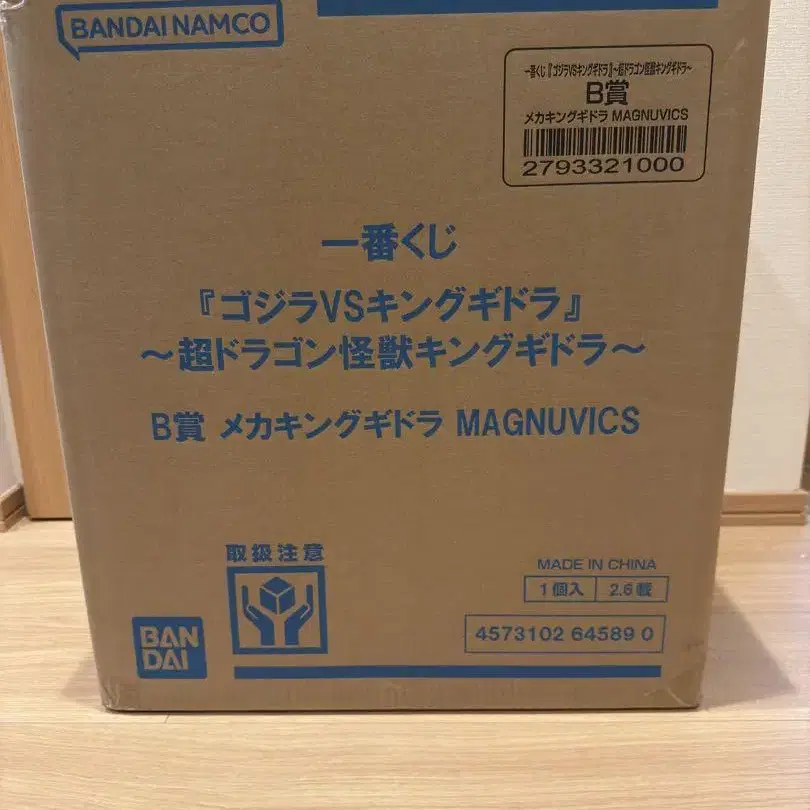 BANDAI NAMCO
一番くじ『ゴジラVSキングギドラ』～超ドラゴン怪獣キングギドラ～
B賞
メカキングギドラ MAGNUVICS
2793321000
一番くじ
『ゴジラVSキングギドラ』
～超ドラゴン怪獣キングギドラ～
B賞 メカキングギドラ MAGNUVICS
取扱注意
MADE IN CHINA
1個入 2.6載
BAN
DAI
4573102 64589 0